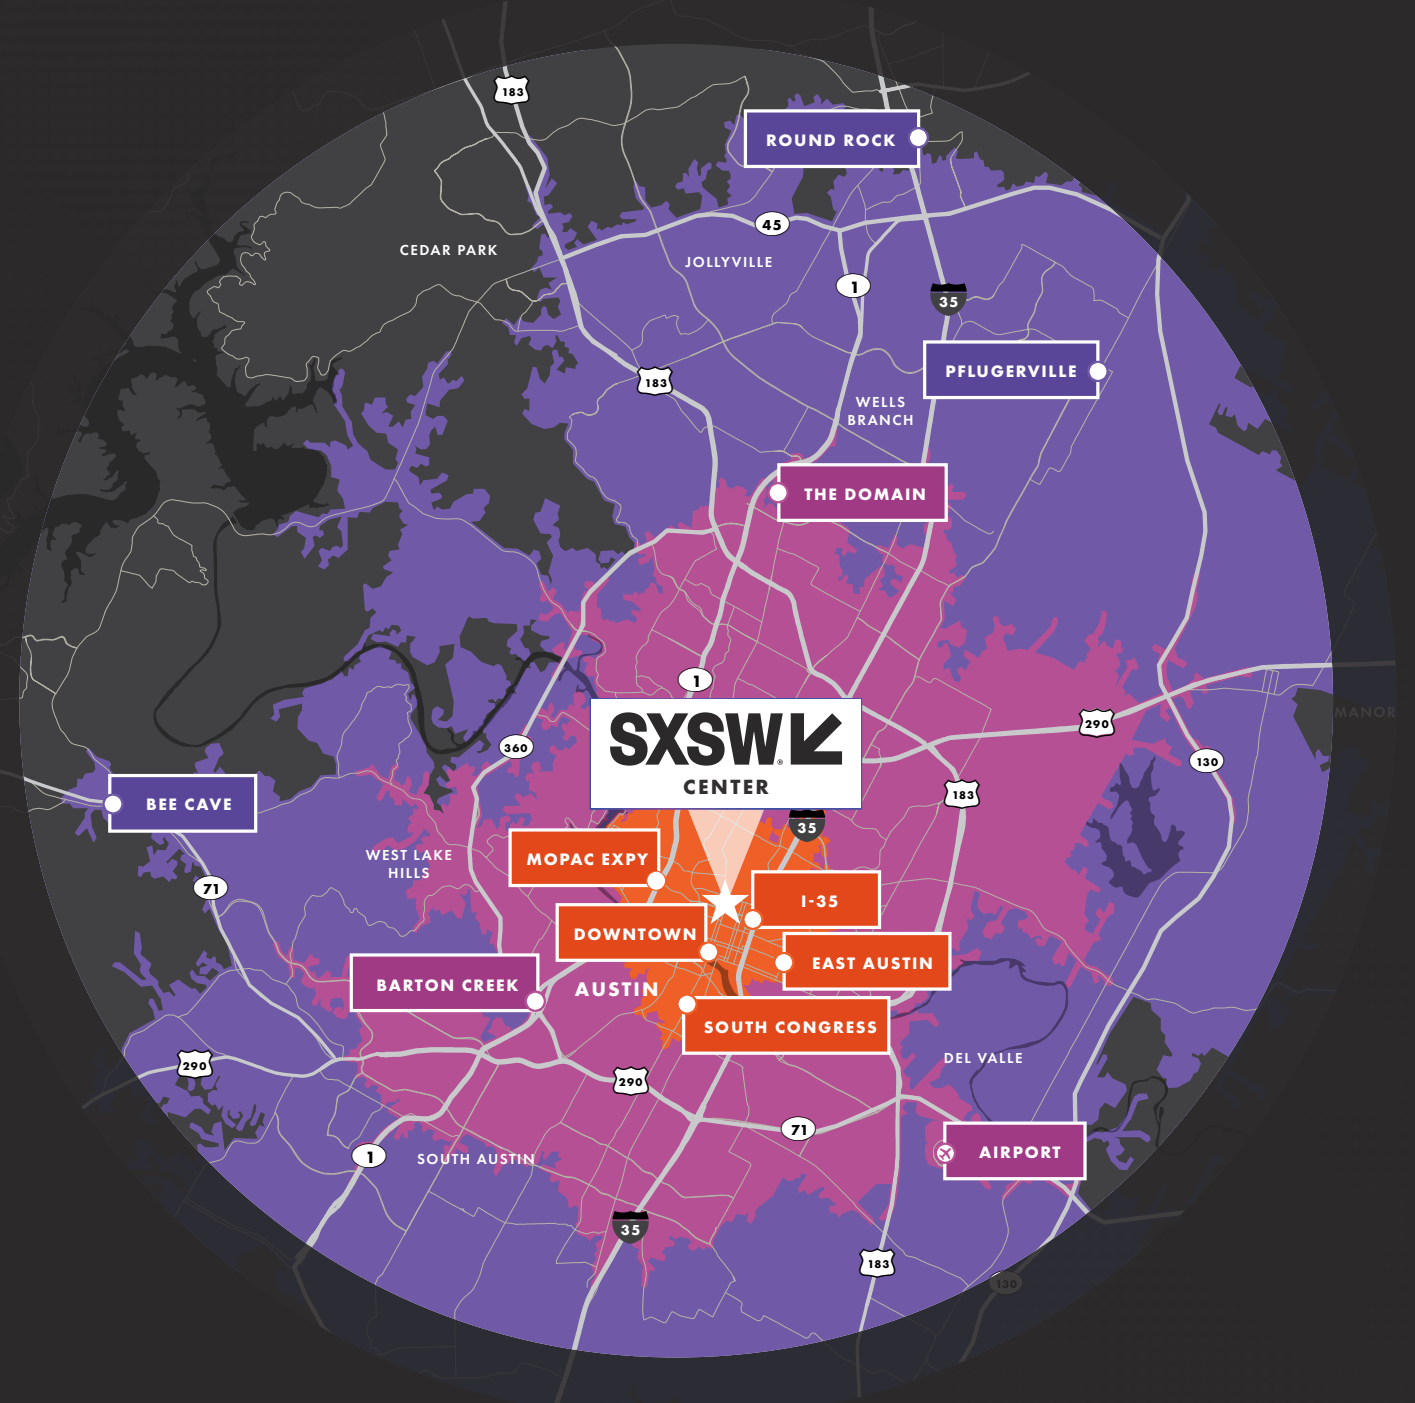 183
ROUND ROCK
45
CEDAR PARK
JOLLYVILLE
1
35
PFLUGERVILLE
183
WELLS
BRANCH
THE DOMAIN
1
MANOR
290
SXSW
CENTER
360
130
183
BEE CAVE
35
MOPAC EXPY
WEST LAKE
HILLS
71
I-35
DOWNTOWN
EAST AUSTIN
BARTON CREEK
AUSTIN
SOUTH CONGRESS
DEL VALLE
290
290
71
1
SOUTH AUSTIN
AIRPORT
35
183
130